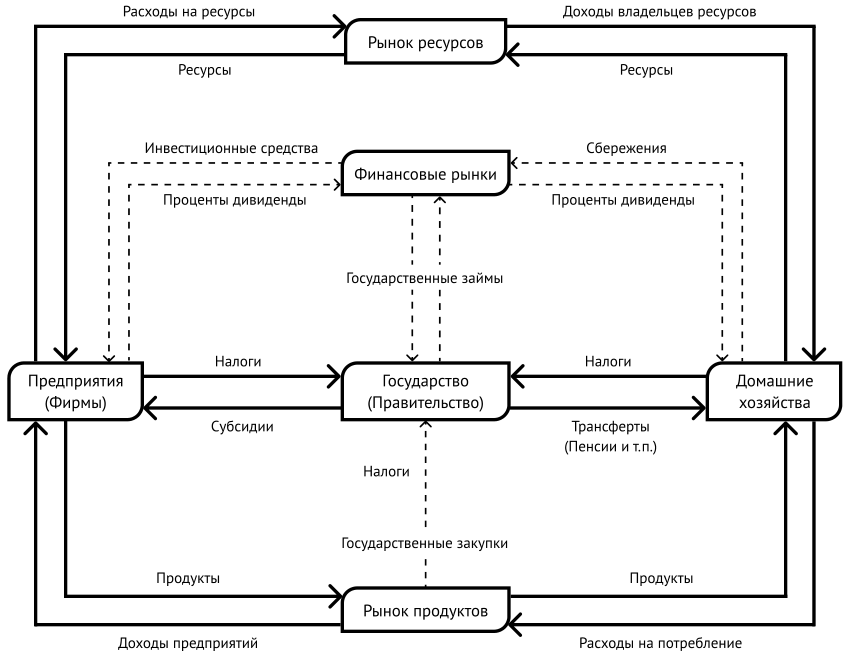 Расходы на ресурсы
Доходы владельцев ресурсов
Рынок ресурсов
Ресурсы
Ресурсы
Инвестиционные средства
Сбережения
Финансовые рынки
Проценты дивиденды
Проценты дивиденды
Государственные займы
Налоги
Налоги
Предприятия
(Фирмы)
Государство
(Правительство)
Домашние
хозяйства
Субсидии
Трансферты
(Пенсии и т.п.)
Налоги
Государственные закупки
Продукты
Продукты
Рынок продуктов
Доходы предприятий
Расходы на потребление